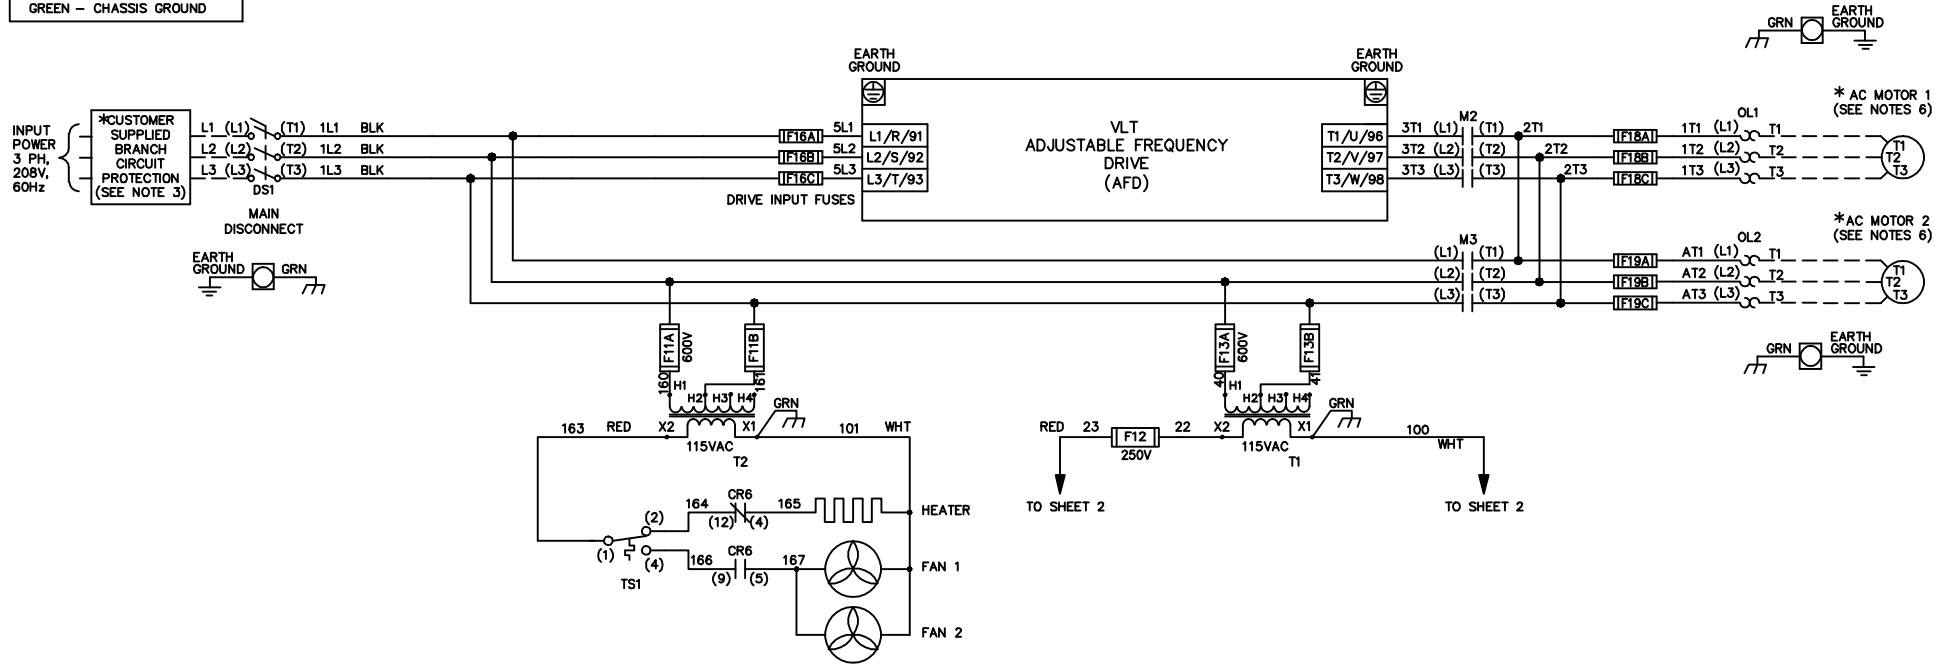 GREEN – CHASSIS GROUND
EARTH
GROUND
GRN
EARTH
GROUND
EARTH
GROUND
INPUT
POWER
3 PH,
208V,
60Hz
*CUSTOMER
SUPPLIED
BRANCH
CIRCUIT
PROTECTION
(SEE NOTE 3)
L1 (L1) (T1) 1L1 BLK
L2 (L2) (T2) 1L2 BLK
L3 (L3) (T3) 1L3 BLK
DS1
MAIN
DISCONNECT
F16A 5L1
F16B 5L2
F16C 5L3
DRIVE INPUT FUSES
L1/R/91
L2/S/92
L3/T/93
VLT
ADJUSTABLE FREQUENCY
DRIVE
(AFD)
T1/U/96
T2/V/97
T3/W/98
M2
3T1 (L1) (T1) 2T1
3T2 (L2) (T2) 2T2
3T3 (L3) (T3) 2T3
OL1
F18A 1T1 (L1) T1
F18B 1T2 (L2) T2
F18C 1T3 (L3) T3
* AC MOTOR 1
(SEE NOTES 6)
T1
T2
T3
EARTH
GROUND
GRN
M3
(L1) (T1)
(L2) (T2)
(L3) (T3)
OL2
F19A AT1 (L1) T1
F19B AT2 (L2) T2
F19C AT3 (L3) T3
*AC MOTOR 2
(SEE NOTES 6)
T1
T2
T3
GRN
EARTH
GROUND
F11A
600V
F11B
160
161
H1
H2 H3 H4
GRN
163 RED X2 X1 101 WHT
115VAC
T2
F13A
600V
F13B
40
41
H1
H2 H3 H4
GRN
RED 23 F12 22 X2 X1 100
WHT
250V
115VAC
T1
TO SHEET 2
TO SHEET 2
CR6
164 165
(2) (12) (4)
HEATER
(1)
(4)
TS1
CR6
166 167
(9) (5)
FAN 1
FAN 2